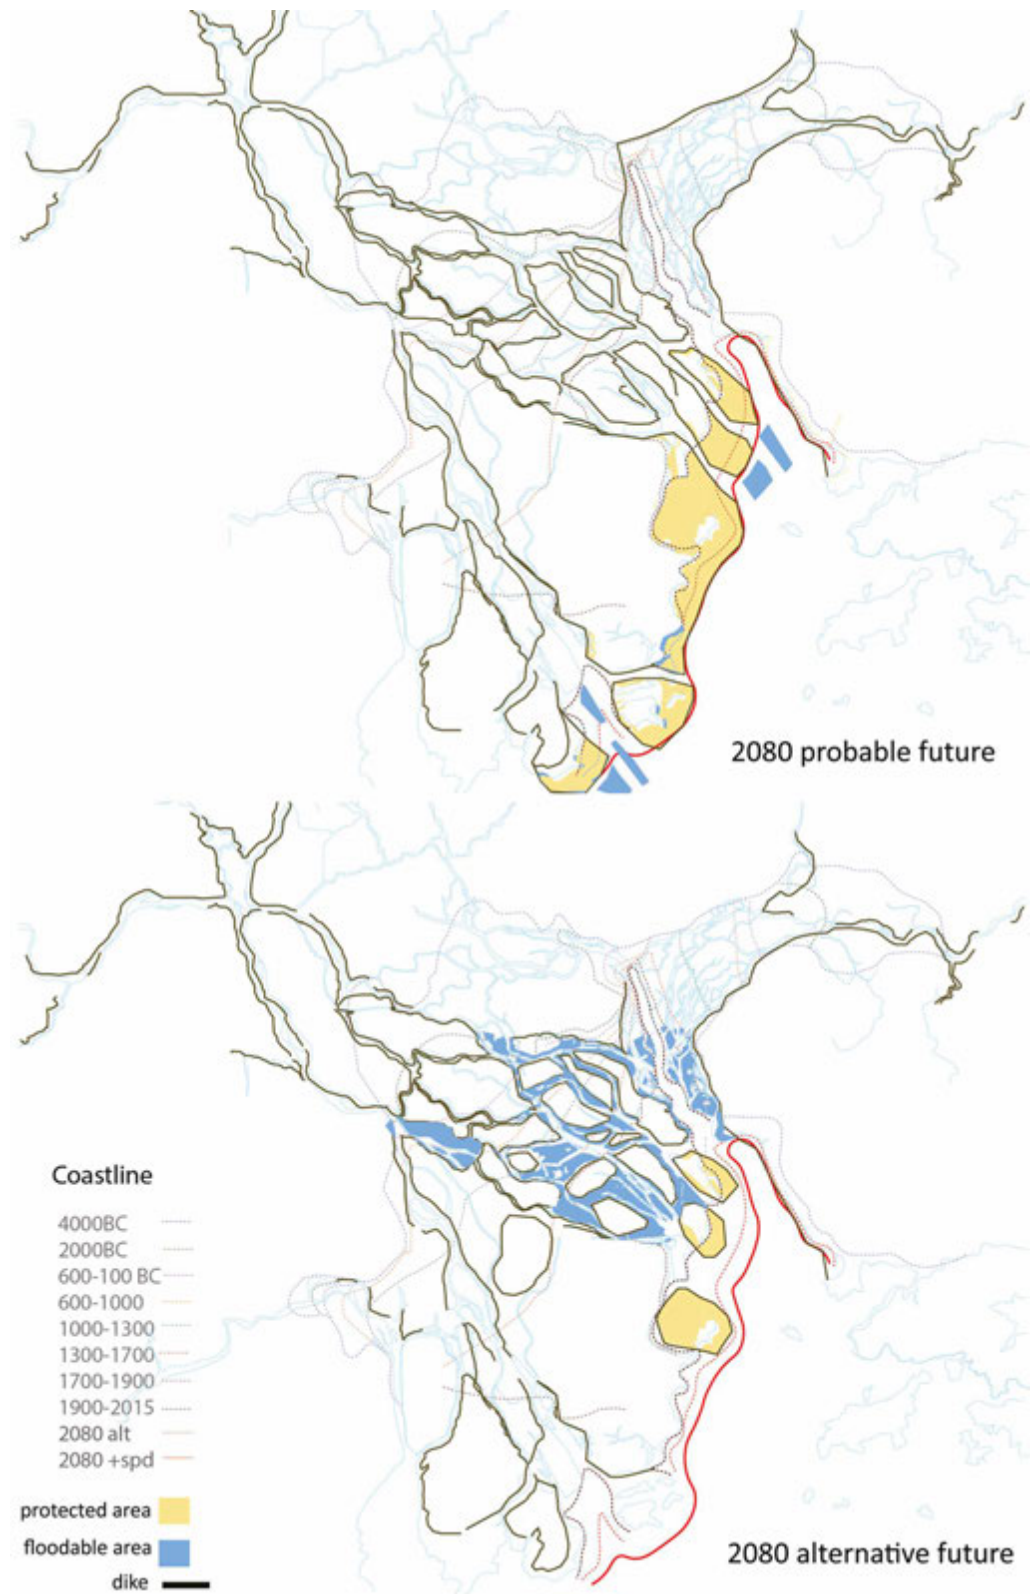 2080 probable future
Coastline
4000BC
2000BC
600-100 BC
600-1000
1000-1300
1300-1700
1700-1900
1900-2015
2080 alt
2080 +spd
protected area
floodable area
dike
2080 alternative future